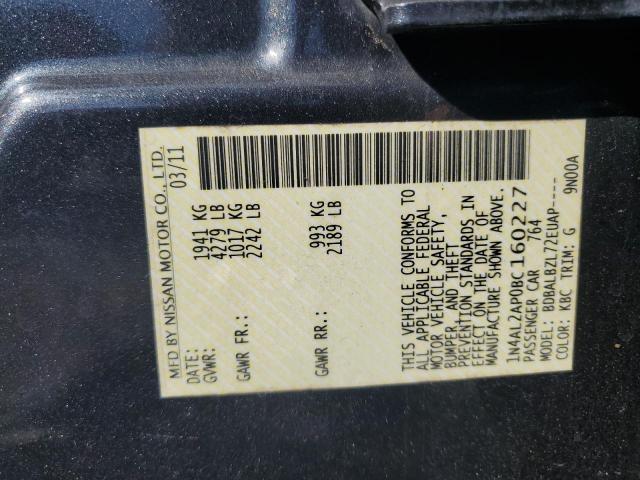 MFD BY NISSAN MOTOR CO., LTD.
DATE: 03/11
GVWR: 1941 KG
4279 LB
GAWR FR.: 1017 KG
2242 LB
GAWR RR.: 993 KG
2189 LB
THIS VEHICLE CONFORMS TO
ALL APPLICABLE FEDERAL
MOTOR VEHICLE SAFETY,
BUMPER, AND THEFT
PREVENTION STANDARDS IN
EFFECT ON THE DATE OF
MANUFACTURE SHOWN ABOVE.
1N4AL2AP0BC160227
PASSENGER CAR 764
MODEL: BDBALBZL72EUAP----
COLOR: KBC TRIM: G 9N00A